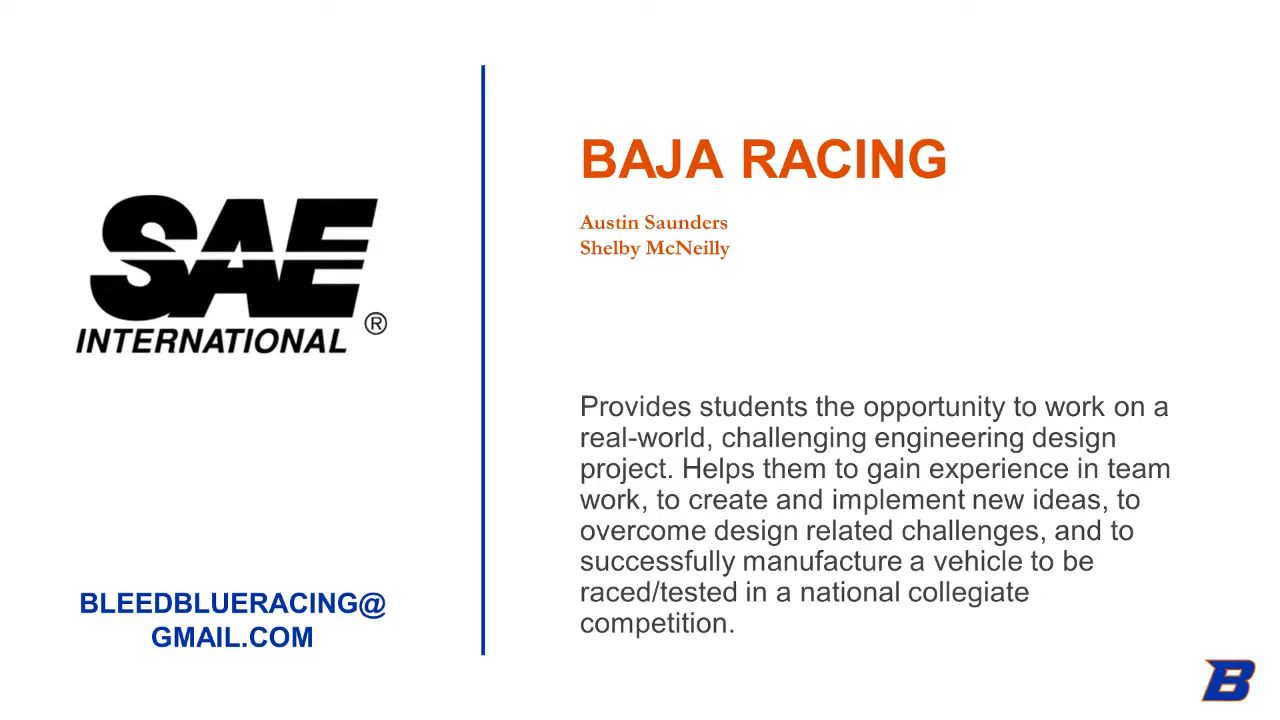 SAE
INTERNATIONAL®
BLEEDBLUERACING@
GMAIL.COM
BAJA RACING
Austin Saunders
Shelby McNeilly
Provides students the opportunity to work on a
real-world, challenging engineering design
project. Helps them to gain experience in team
work, to create and implement new ideas, to
overcome design related challenges, and to
successfully manufacture a vehicle to be
raced/tested in a national collegiate
competition.
B